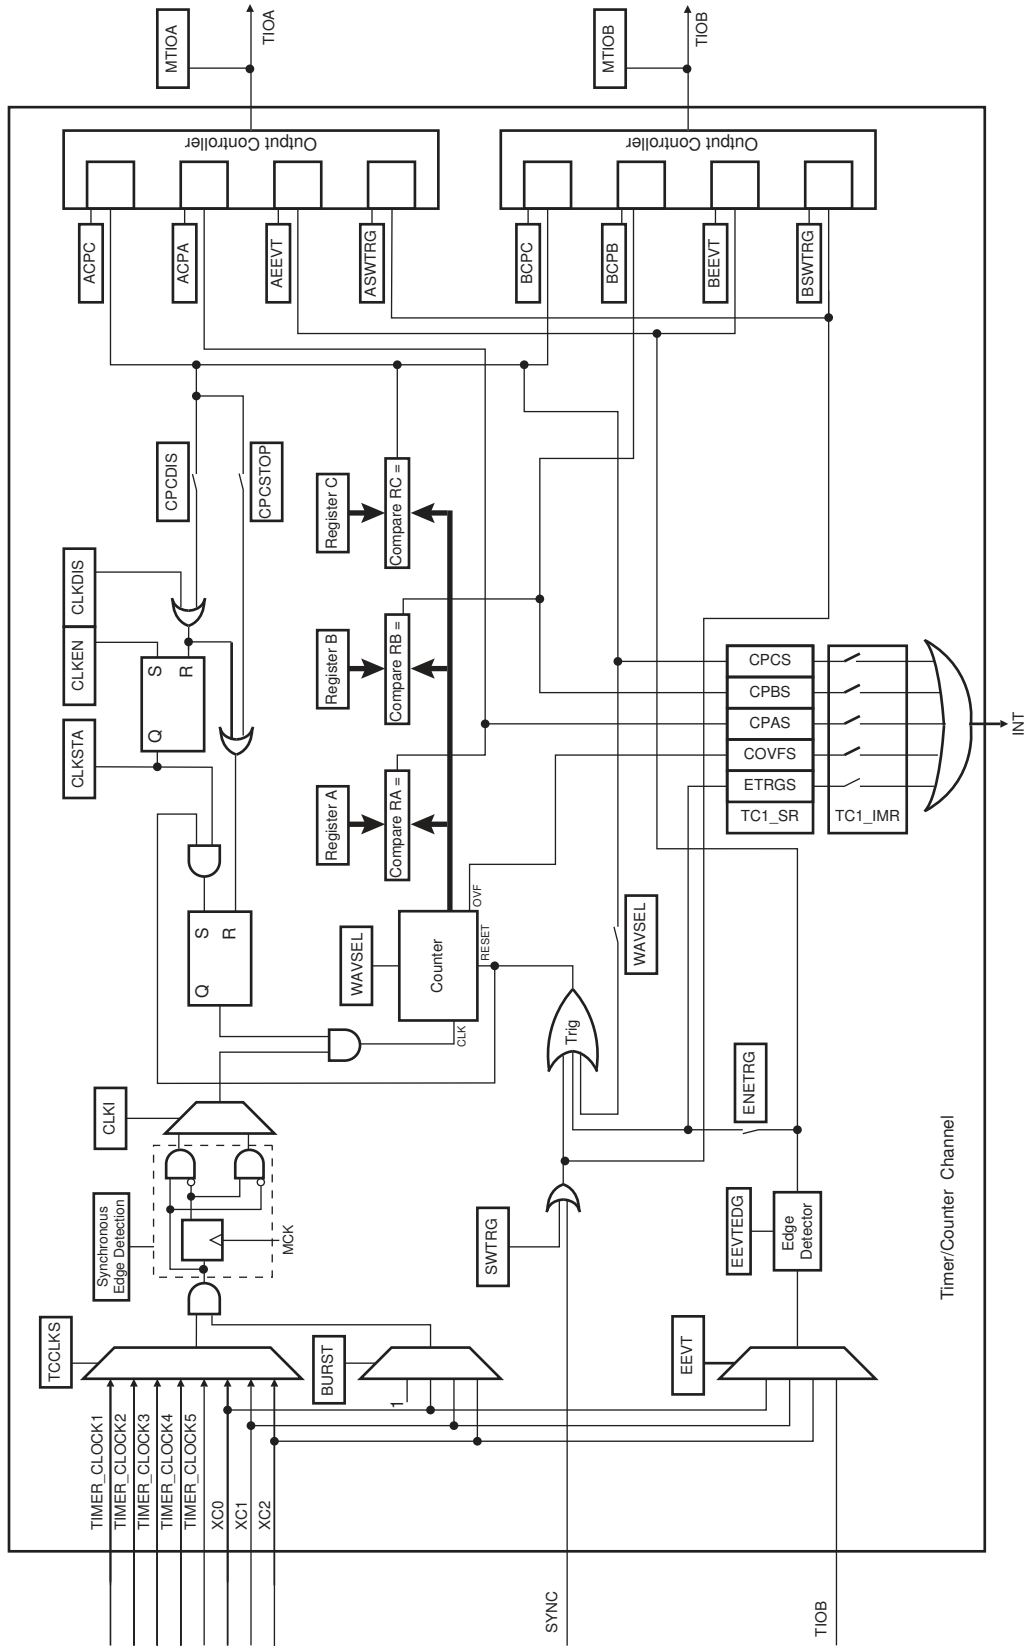 TIMER_CLOCK1
TIMER_CLOCK2
TIMER_CLOCK3
TIMER_CLOCK4
TIMER_CLOCK5
XC0
XC1
XC2
TCCLKS
Synchronous
Edge Detection
MCK
CLKI
CLKSTA
CLKEN
CLKDIS
Q
S
R
Q
S
R
CPCDIS
CPCSTOP
ACPC
ACPA
AEEVT
ASWTRG
Output Controller
MTIOA
TIOA
BURST
1
WAVSEL
Counter
CLK
RESET
OVF
Register A
Compare RA =
Register B
Compare RB =
Register C
Compare RC =
BCPC
BCPB
BEEVT
BSWTRG
Output Controller
MTIOB
TIOB
SYNC
SWTRG
Trig
WAVSEL
EEVT
EEVTEDG
Edge
Detector
ENETRG
TIOB
CPCS
CPBS
CPAS
COVFS
ETRGS
TC1_SR
TC1_IMR
INT
Timer/Counter Channel